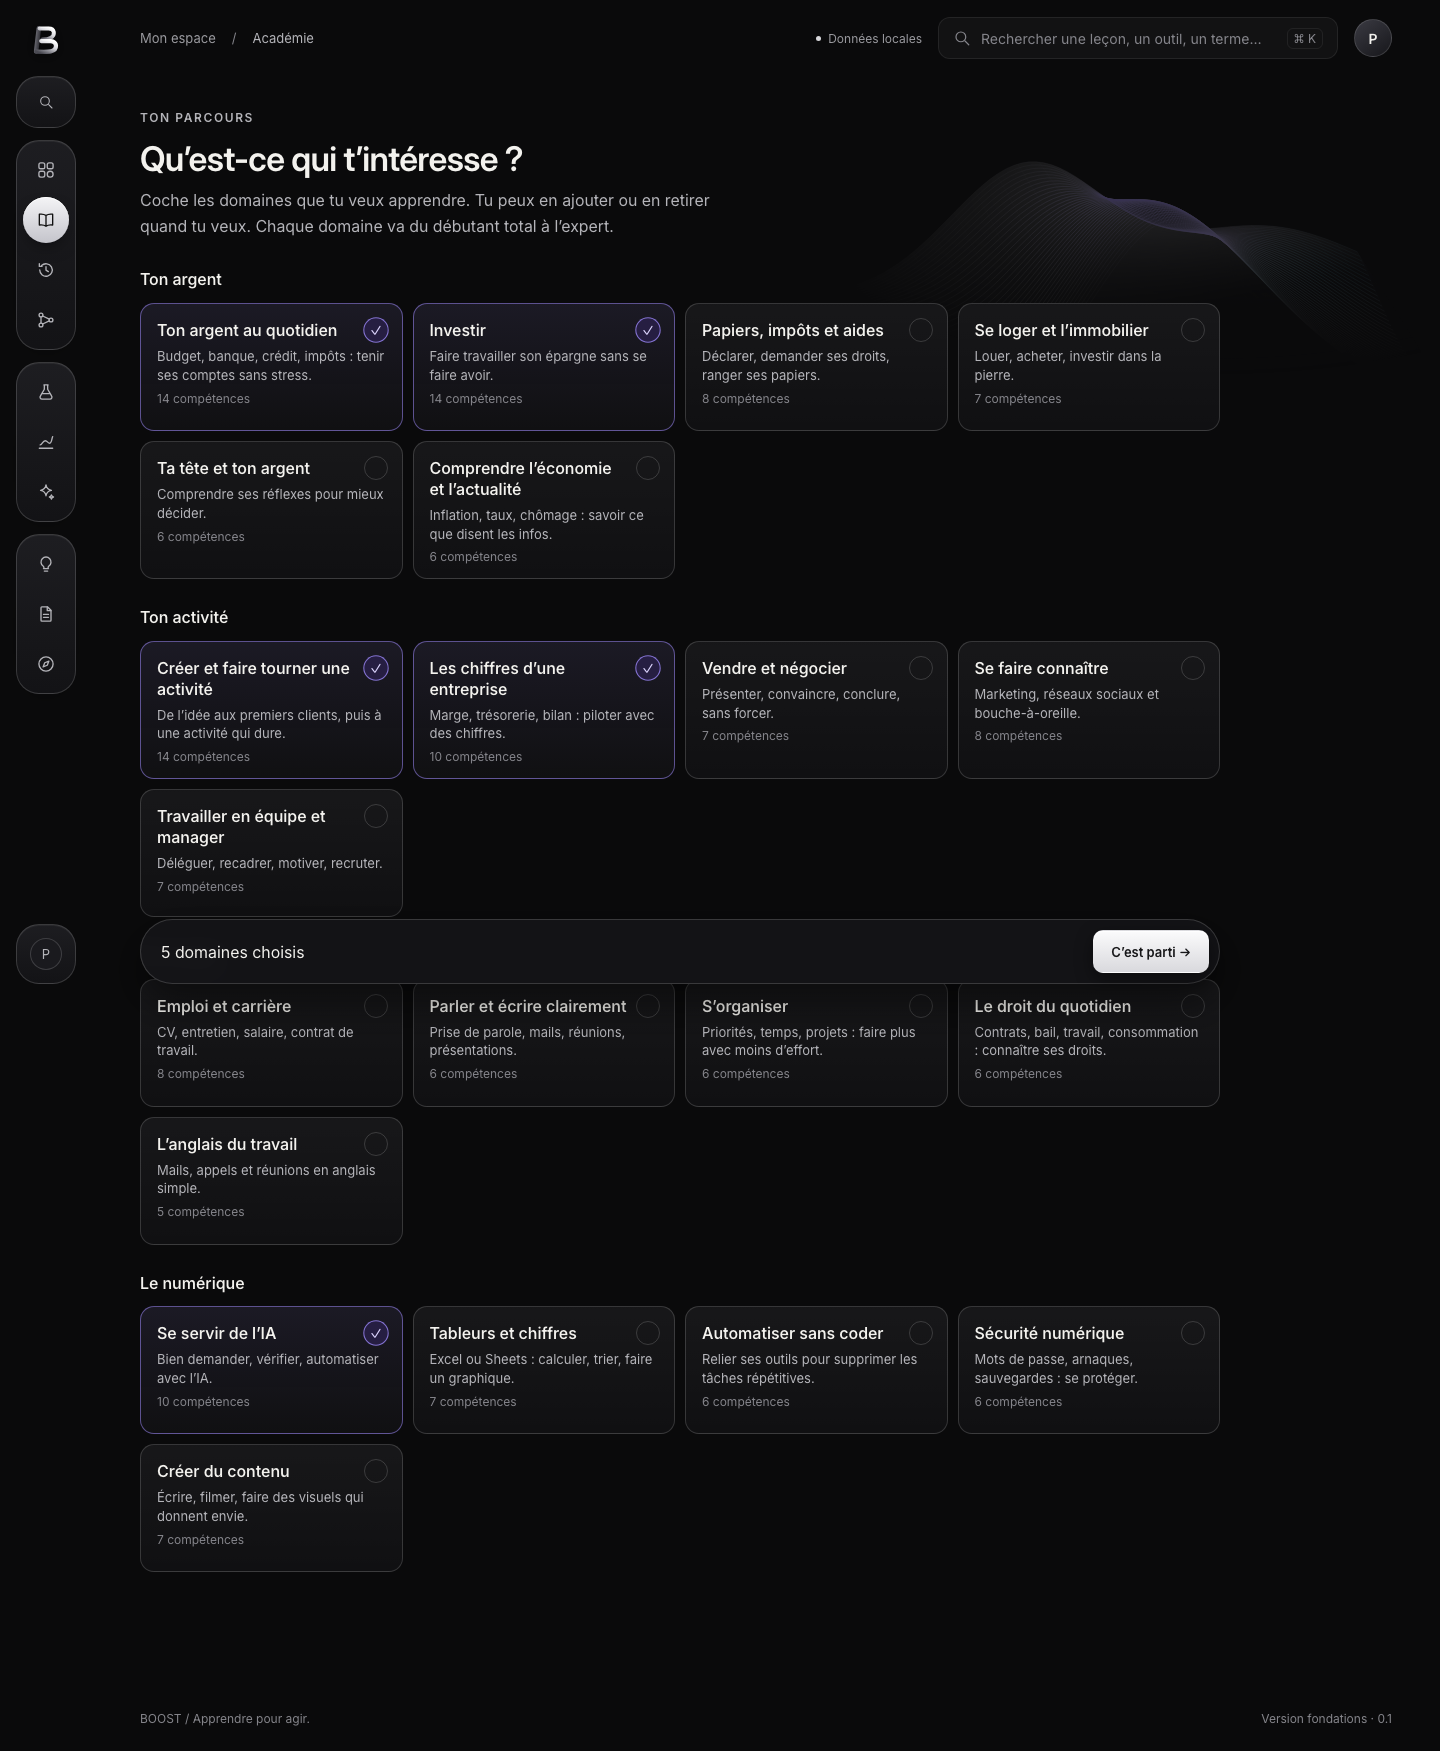 B
Mon espace / Académie
Données locales
Rechercher une leçon, un outil, un terme…
⌘ K
P
TON PARCOURS
Qu’est-ce qui t’intéresse ?
Coche les domaines que tu veux apprendre. Tu peux en ajouter ou en retirer
quand tu veux. Chaque domaine va du débutant total à l’expert.
Ton argent
Ton argent au quotidien
Budget, banque, crédit, impôts : tenir
ses comptes sans stress.
14 compétences
Investir
Faire travailler son épargne sans se
faire avoir.
14 compétences
Papiers, impôts et aides
Déclarer, demander ses droits,
ranger ses papiers.
8 compétences
Se loger et l’immobilier
Louer, acheter, investir dans la
pierre.
7 compétences
Ta tête et ton argent
Comprendre ses réflexes pour mieux
décider.
6 compétences
Comprendre l’économie
et l’actualité
Inflation, taux, chômage : savoir ce
que disent les infos.
6 compétences
Ton activité
Créer et faire tourner une
activité
De l’idée aux premiers clients, puis à
une activité qui dure.
14 compétences
Les chiffres d’une
entreprise
Marge, trésorerie, bilan : piloter avec
des chiffres.
10 compétences
Vendre et négocier
Présenter, convaincre, conclure,
sans forcer.
7 compétences
Se faire connaître
Marketing, réseaux sociaux et
bouche-à-oreille.
8 compétences
Travailler en équipe et
manager
Déléguer, recadrer, motiver, recruter.
7 compétences
P
5 domaines choisis
C’est parti →
Emploi et carrière
CV, entretien, salaire, contrat de
travail.
8 compétences
Parler et écrire clairement
Prise de parole, mails, réunions,
présentations.
6 compétences
S’organiser
Priorités, temps, projets : faire plus
avec moins d’effort.
6 compétences
Le droit du quotidien
Contrats, bail, travail, consommation
: connaître ses droits.
6 compétences
L’anglais du travail
Mails, appels et réunions en anglais
simple.
5 compétences
Le numérique
Se servir de l’IA
Bien demander, vérifier, automatiser
avec l’IA.
10 compétences
Tableurs et chiffres
Excel ou Sheets : calculer, trier, faire
un graphique.
7 compétences
Automatiser sans coder
Relier ses outils pour supprimer les
tâches répétitives.
6 compétences
Sécurité numérique
Mots de passe, arnaques,
sauvegardes : se protéger.
6 compétences
Créer du contenu
Écrire, filmer, faire des visuels qui
donnent envie.
7 compétences
BOOST / Apprendre pour agir.
Version fondations · 0.1